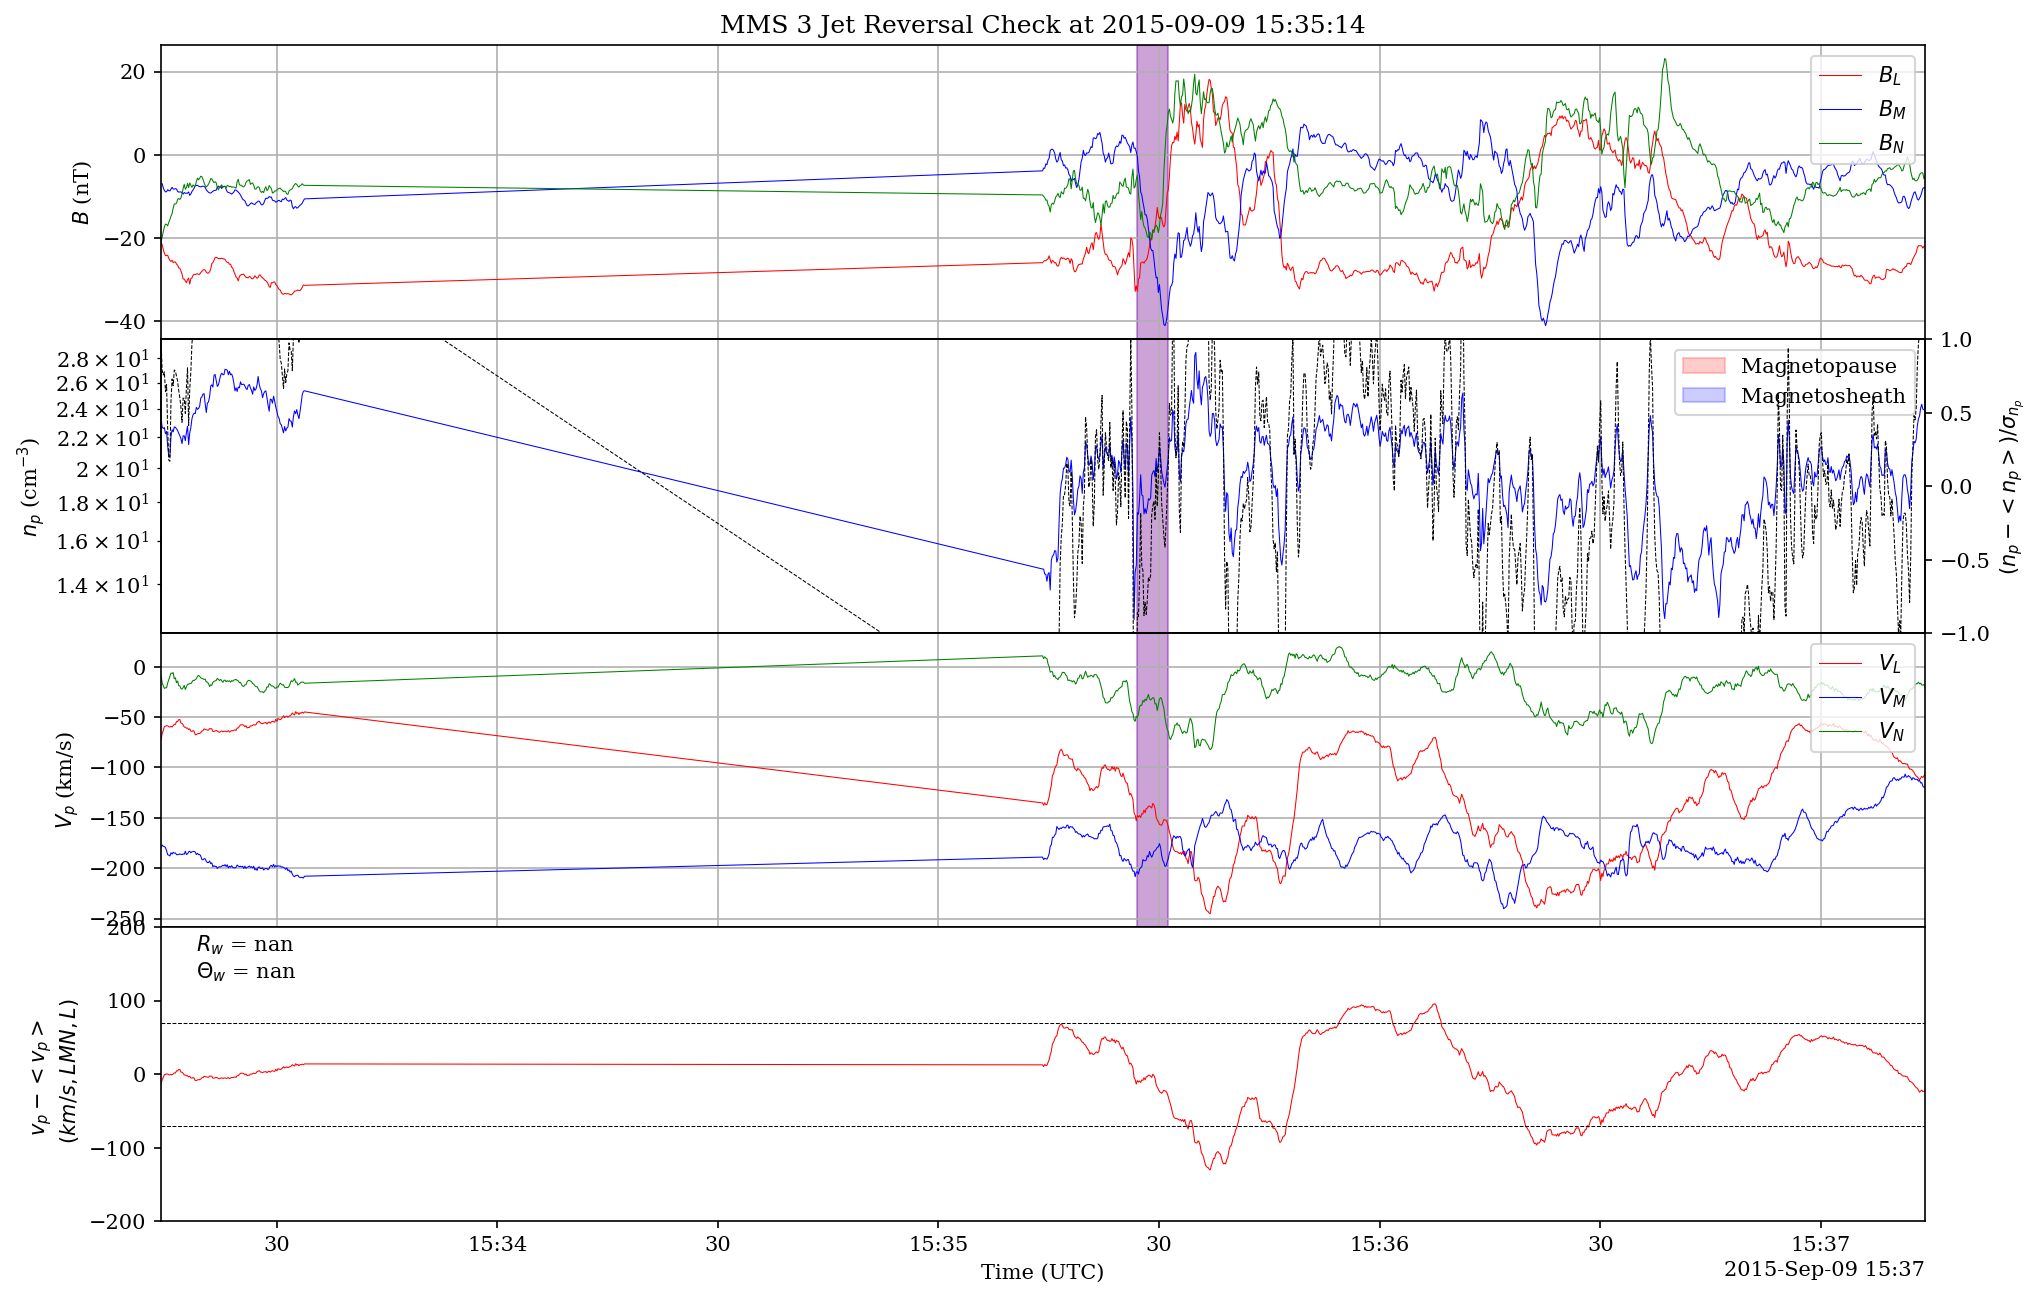 MMS 3 Jet Reversal Check at 2015-09-09 15:35:14
20
0
−20
−40
B (nT)
B_L
B_M
B_N
2.8 × 10^1
2.6 × 10^1
2.4 × 10^1
2.2 × 10^1
2 × 10^1
1.8 × 10^1
1.6 × 10^1
1.4 × 10^1
n_p (cm^−3)
Magnetopause
Magnetosheath
1.0
0.5
0.0
−0.5
−1.0
(n_p − < n_p >)/σ_{n_p}
0
−50
−100
−150
−200
−250
V_p (km/s)
V_L
V_M
V_N
200
100
0
−100
−200
v_p − < v_p >
(km/s, LMN, L)
R_w = nan
Θ_w = nan
30 15:34 30 15:35 30 15:36 30 15:37
Time (UTC)
2015-Sep-09 15:37